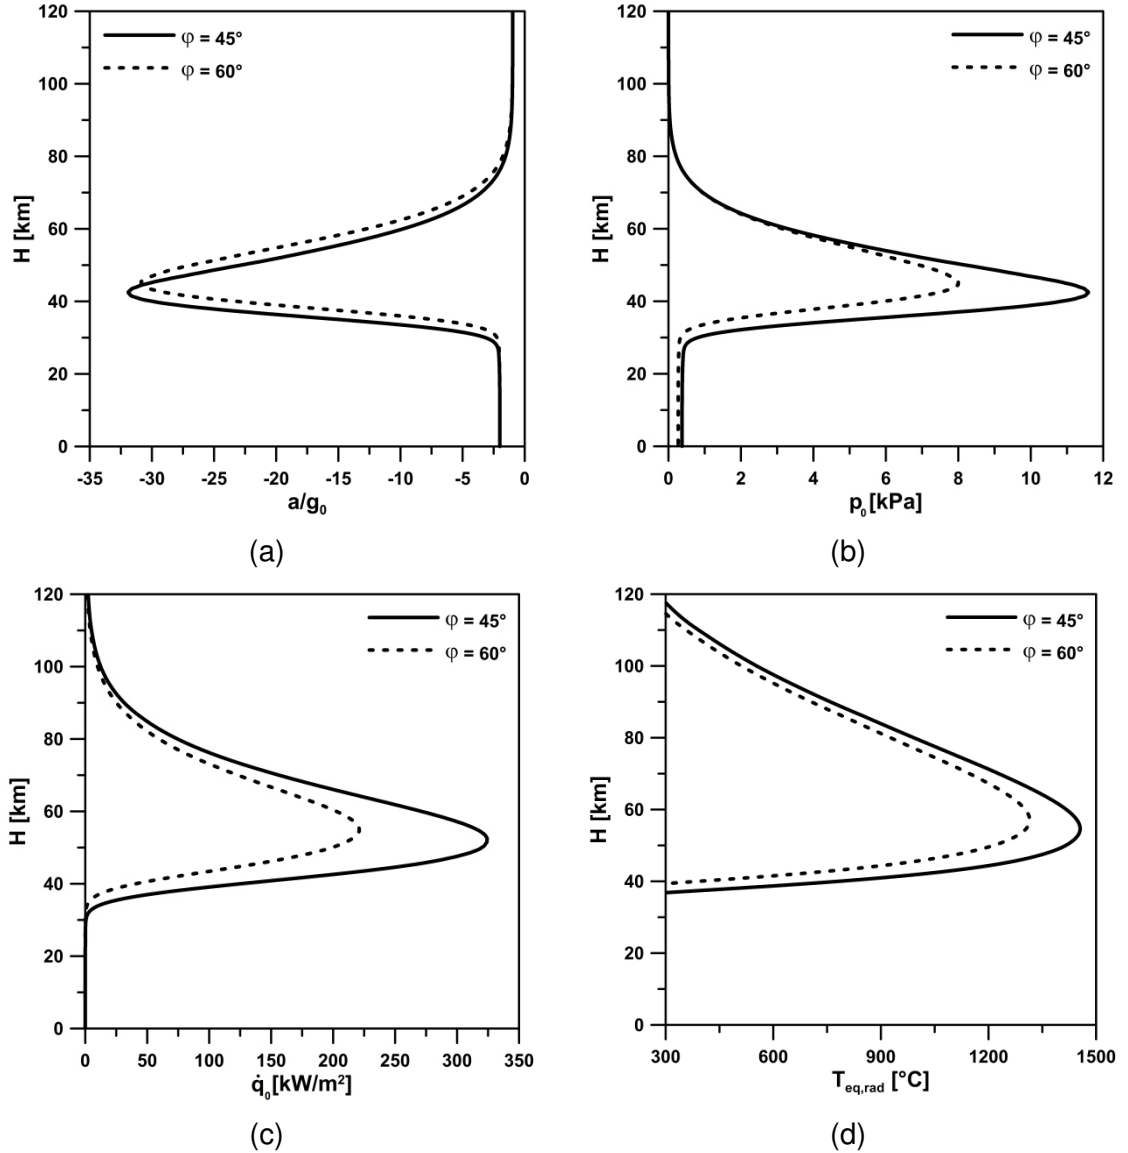 120
φ = 45°
φ = 60°
100
80
60
40
20
0
H [km]
-35 -30 -25 -20 -15 -10 -5 0
a/g₀
(a)
120
φ = 45°
φ = 60°
100
80
60
40
20
0
H [km]
0 2 4 6 8 10 12
p₀[kPa]
(b)
120
φ = 45°
φ = 60°
100
80
60
40
20
0
H [km]
0 50 100 150 200 250 300 350
q̇₀[kW/m²]
(c)
120
φ = 45°
φ = 60°
100
80
60
40
20
0
H [km]
300 600 900 1200 1500
T_eq,rad [°C]
(d)